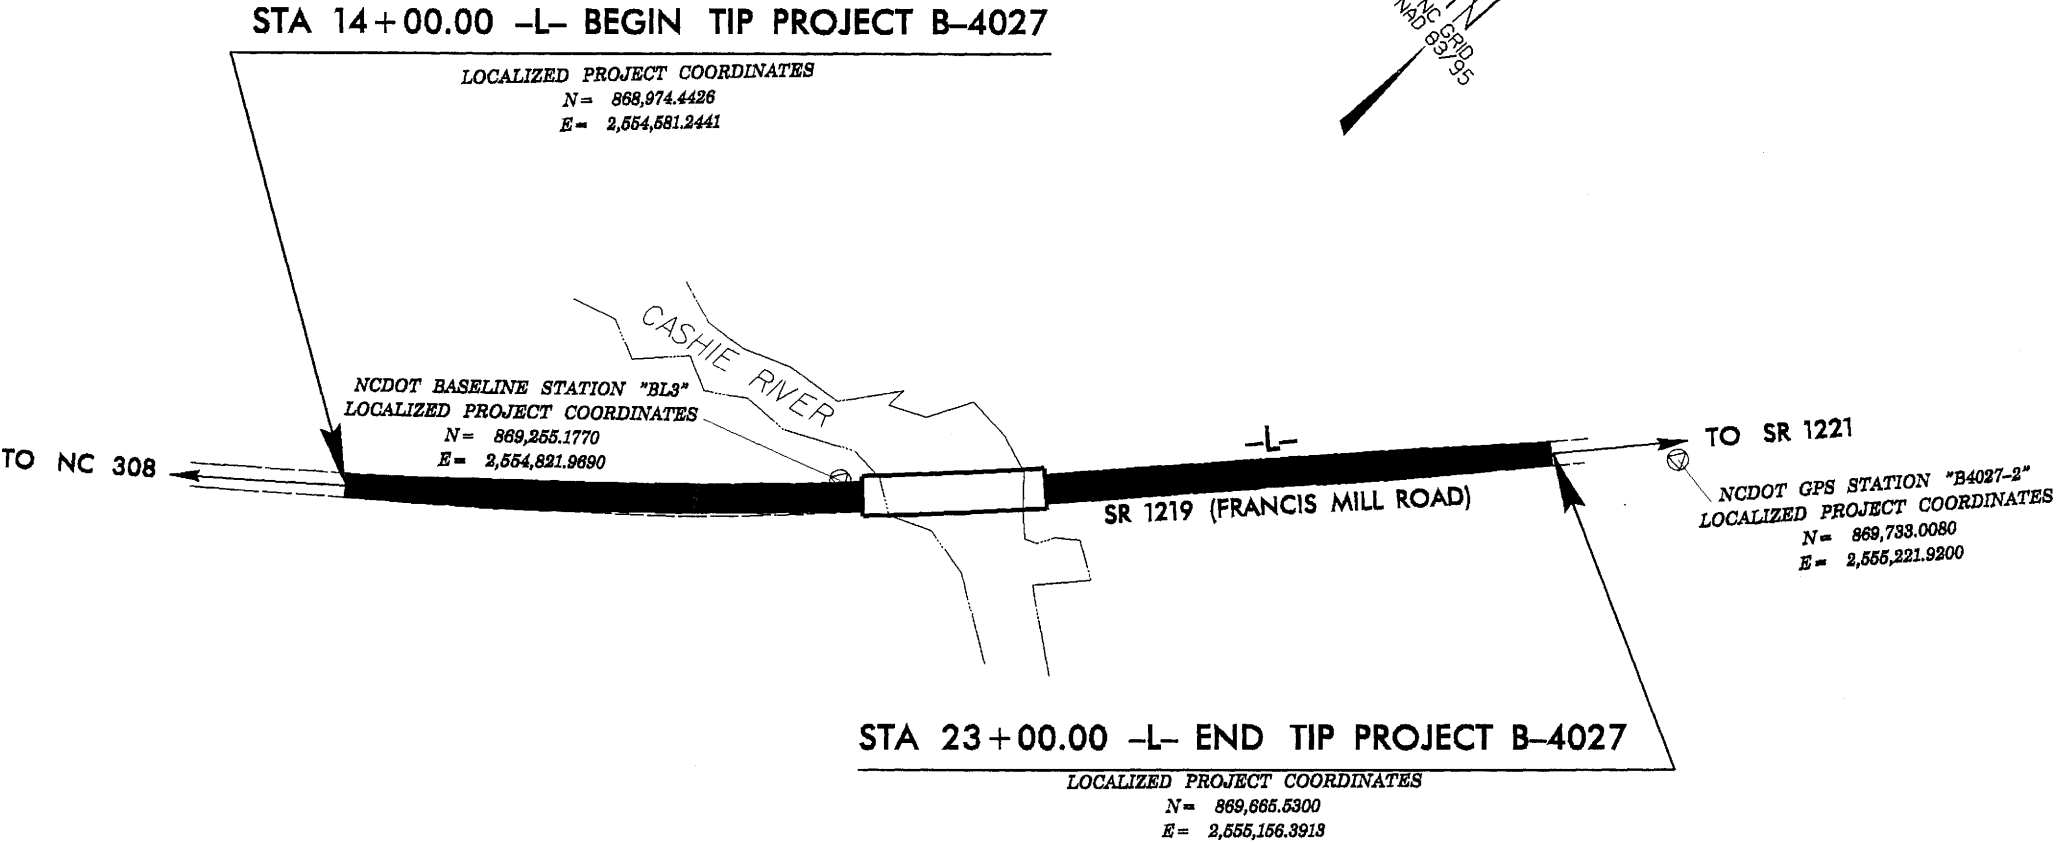 STA 14+00.00 -L- BEGIN TIP PROJECT B-4027
LOCALIZED PROJECT COORDINATES
N= 868,974.4426
E= 2,554,581.2441
N
NC GRID
NAD 83/95
CASHIE RIVER
NCDOT BASELINE STATION "BL3"
LOCALIZED PROJECT COORDINATES
N= 869,255.1770
E= 2,554,821.9690
TO NC 308
-L-
TO SR 1221
SR 1219 (FRANCIS MILL ROAD)
NCDOT GPS STATION "B4027-2"
LOCALIZED PROJECT COORDINATES
N= 869,733.0080
E= 2,555,221.9200
STA 23+00.00 -L- END TIP PROJECT B-4027
LOCALIZED PROJECT COORDINATES
N= 869,665.5300
E= 2,555,156.3913